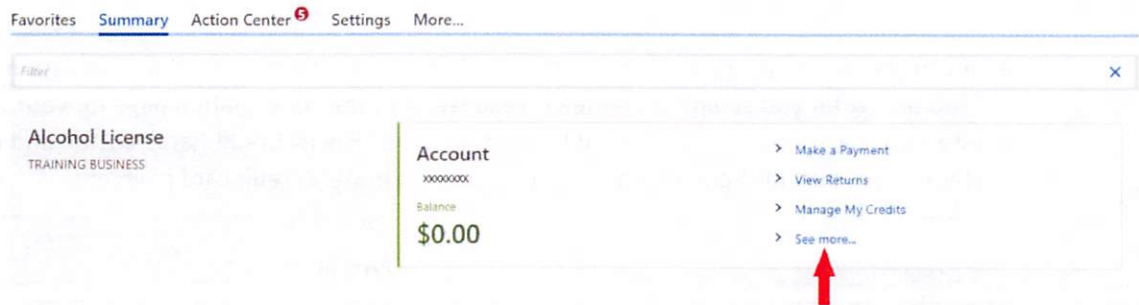 Favorites Summary Action Center 5 Settings More...
Filter
Alcohol License
TRAINING BUSINESS
Account
xxxxxxxxx
Balance
$0.00
> Make a Payment
> View Returns
> Manage My Credits
> See more...